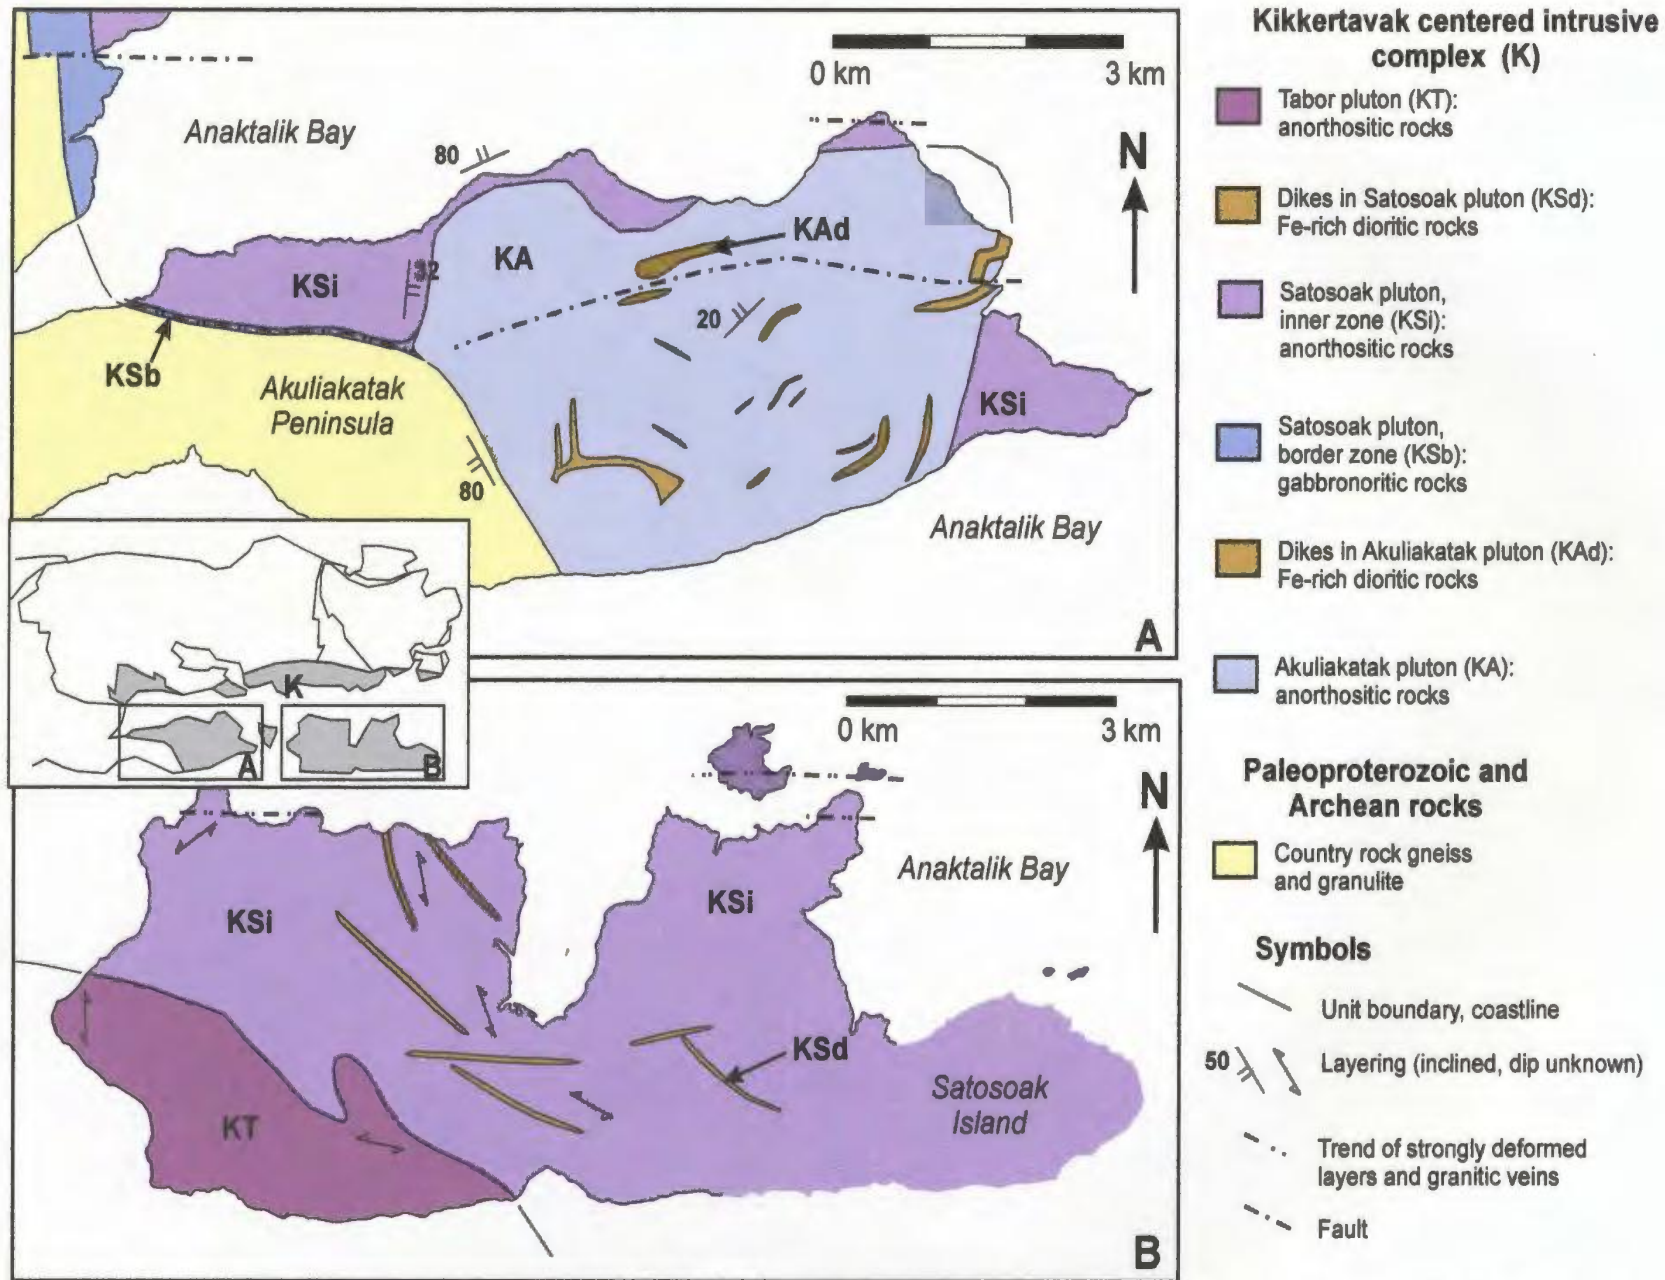 Anaktalik Bay
0 km
3 km
N
80
KSi
32
KA
KAd
20
KSb
Akuliakatak
Peninsula
80
KSi
Anaktalik Bay
A
K
A
B
0 km
3 km
N
KSi
KSi
Anaktalik Bay
KSd
Satosoak
Island
KT
B
Kikkertavak centered intrusive
complex (K)
Tabor pluton (KT):
anorthositic rocks
Dikes in Satosoak pluton (KSd):
Fe-rich dioritic rocks
Satosoak pluton,
inner zone (KSi):
anorthositic rocks
Satosoak pluton,
border zone (KSb):
gabbronoritic rocks
Dikes in Akuliakatak pluton (KAd):
Fe-rich dioritic rocks
Akuliakatak pluton (KA):
anorthositic rocks
Paleoproterozoic and
Archean rocks
Country rock gneiss
and granulite
Symbols
Unit boundary, coastline
50
Layering (inclined, dip unknown)
Trend of strongly deformed
layers and granitic veins
Fault